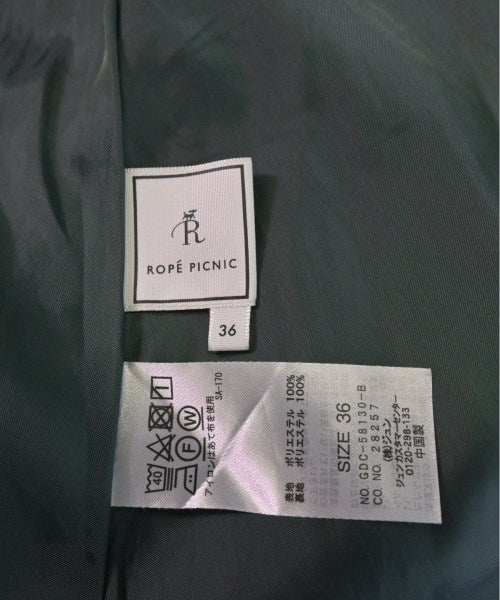 R
ROPÉ PICNIC
36
40
F
W
アイロンはあて布を使用
SA-170
表地 ポリエステル 100%
裏地 ポリエステル 100%
SIZE 36
NO. GDC-58130-B
CO. NO. 28257
(株)ジュン
ジュンカスタマーセンター
0120-298-133
中国製